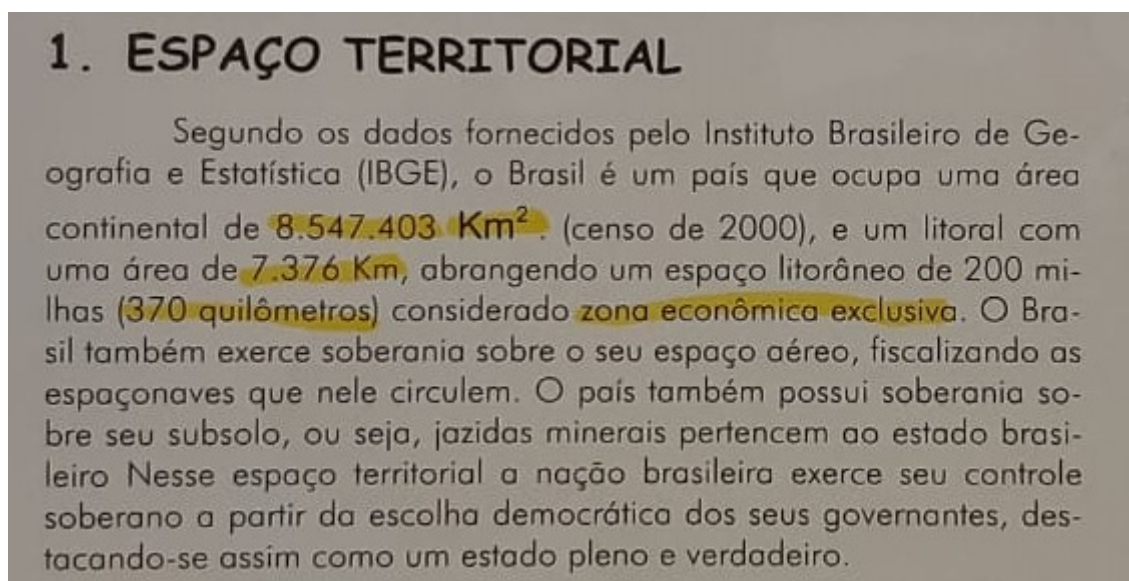 1. ESPAÇO TERRITORIAL
Segundo os dados fornecidos pelo Instituto Brasileiro de Ge-
ografia e Estatística (IBGE), o Brasil é um país que ocupa uma área
continental de 8.547.403 Km². (censo de 2000), e um litoral com
uma área de 7.376 Km, abrangendo um espaço litorâneo de 200 mi-
lhas (370 quilômetros) considerado zona econômica exclusiva. O Bra-
sil também exerce soberania sobre o seu espaço aéreo, fiscalizando as
espaçonaves que nele circulem. O país também possui soberania so-
bre seu subsolo, ou seja, jazidas minerais pertencem ao estado brasi-
leiro Nesse espaço territorial a nação brasileira exerce seu controle
soberano a partir da escolha democrática dos seus governantes, des-
tacando-se assim como um estado pleno e verdadeiro.